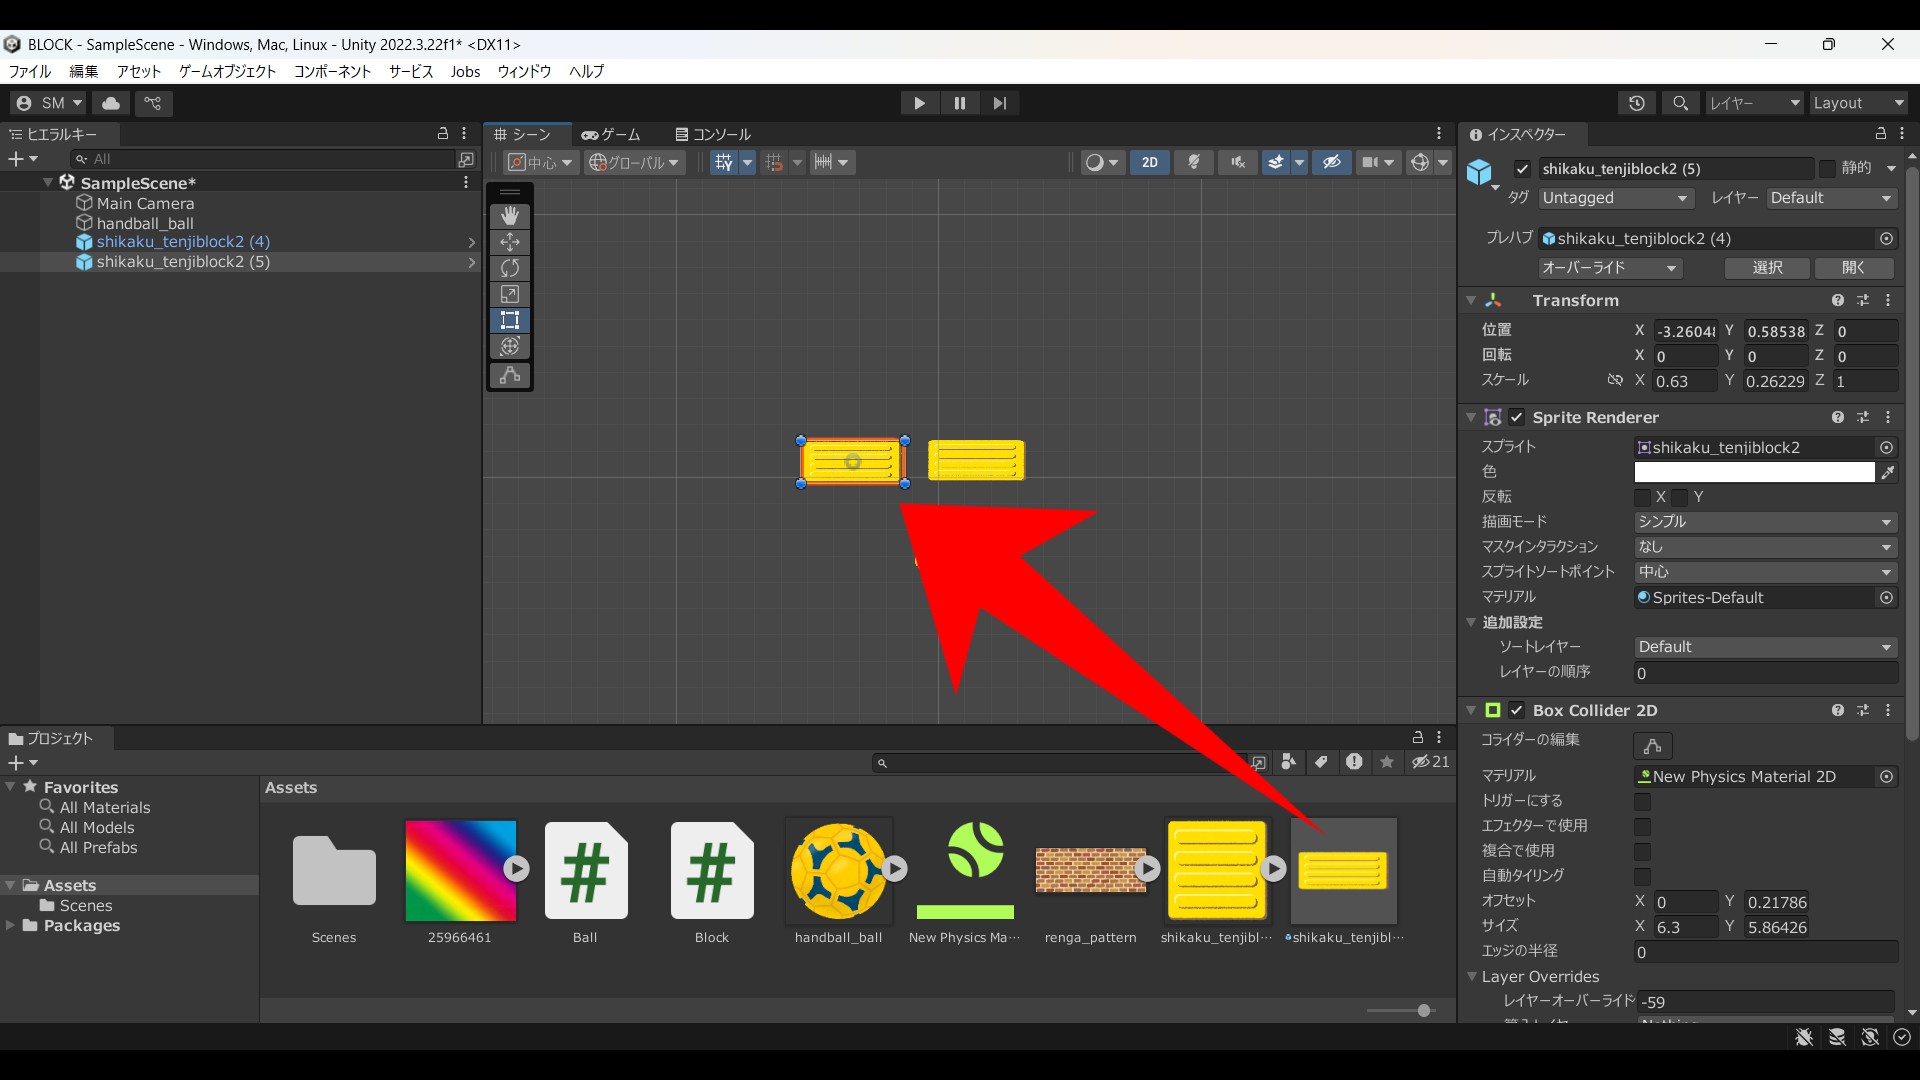 BLOCK - SampleScene - Windows, Mac, Linux - Unity 2022.3.22f1* <DX11>
ファイル 編集 アセット ゲームオブジェクト コンポーネント サービス Jobs ウィンドウ ヘルプ
SM
レイヤー
Layout
ヒエラルキー
All
SampleScene*
Main Camera
handball_ball
shikaku_tenjiblock2 (4)
shikaku_tenjiblock2 (5)
シーン ゲーム コンソール
中心 グローバル 2D
インスペクター
shikaku_tenjiblock2 (5) 静的
タグ Untagged レイヤー Default
プレハブ shikaku_tenjiblock2 (4)
オーバーライド 選択 開く
Transform
位置 X -3.26048 Y 0.58538 Z 0
回転 X 0 Y 0 Z 0
スケール X 0.63 Y 0.26229 Z 1
Sprite Renderer
スプライト shikaku_tenjiblock2
色
反転 X Y
描画モード シンプル
マスクインタラクション なし
スプライトソートポイント 中心
マテリアル Sprites-Default
追加設定
ソートレイヤー Default
レイヤーの順序 0
Box Collider 2D
コライダーの編集
マテリアル New Physics Material 2D
トリガーにする
エフェクターで使用
複合で使用
自動タイリング
オフセット X 0 Y 0.21786
サイズ X 6.3 Y 5.86426
エッジの半径 0
Layer Overrides
レイヤーオーバーライド -59
プロジェクト
21
Favorites
All Materials
All Models
All Prefabs
Assets
Scenes
Packages
Assets
Scenes
25966461
Ball
Block
handball_ball
New Physics Ma...
renga_pattern
shikaku_tenjibl...
shikaku_tenjibl...